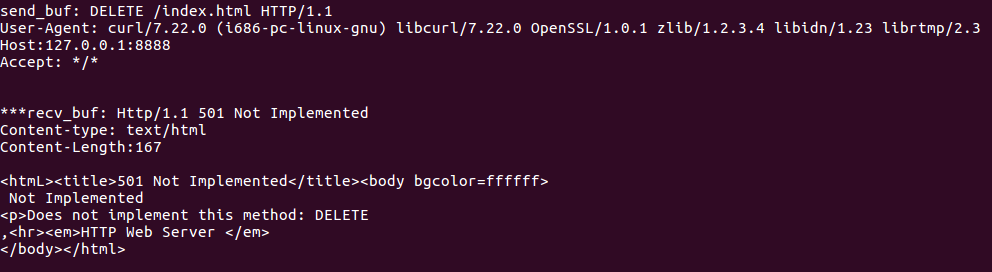 send_buf: DELETE /index.html HTTP/1.1
User-Agent: curl/7.22.0 (i686-pc-linux-gnu) libcurl/7.22.0 OpenSSL/1.0.1 zlib/1.2.3.4 libidn/1.23 librtmp/2.3
Host:127.0.0.1:8888
Accept: */*
***recv_buf: Http/1.1 501 Not Implemented
Content-type: text/html
Content-Length:167
<htmL><title>501 Not Implemented</title><body bgcolor=ffffff>
 Not Implemented
<p>Does not implement this method: DELETE
,<hr><em>HTTP Web Server </em>
</body></html>